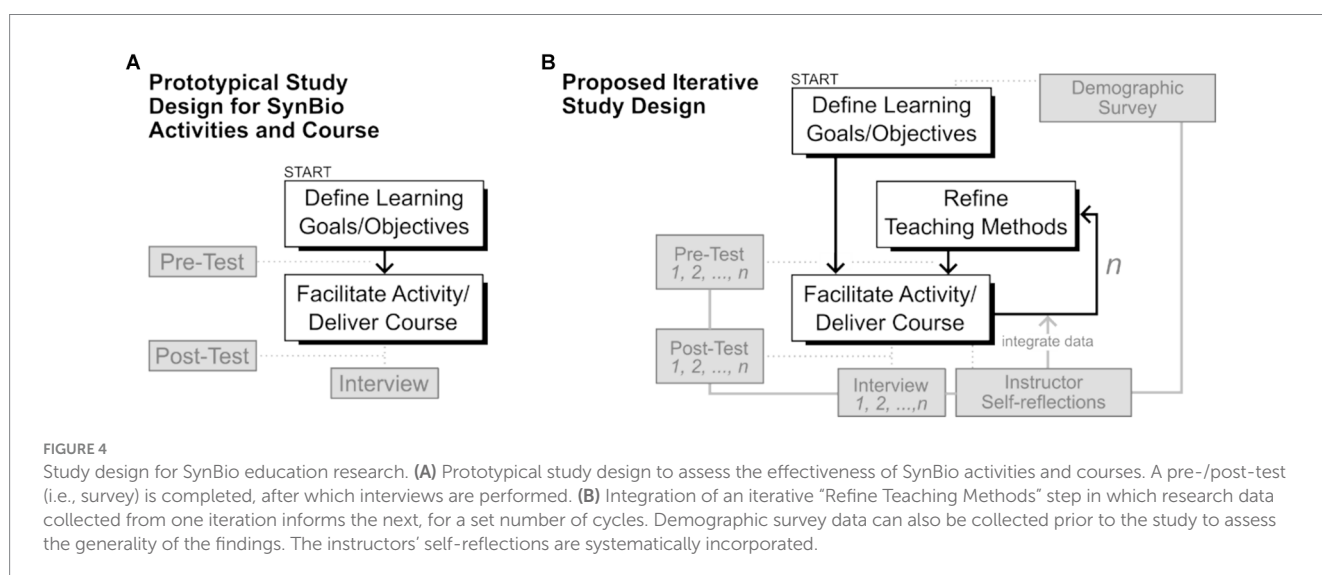 A
Prototypical Study
Design for SynBio
Activities and Course
START
Define Learning
Goals/Objectives
Pre-Test
Facilitate Activity/
Deliver Course
Post-Test
Interview
B
Proposed Iterative
Study Design
START
Define Learning
Goals/Objectives
Demographic
Survey
Refine
Teaching Methods
Pre-Test
1, 2, ..., n
n
Facilitate Activity/
Deliver Course
Post-Test
1, 2, ..., n
integrate data
Interview
1, 2, ...,n
Instructor
Self-reflections
FIGURE 4
Study design for SynBio education research. (A) Prototypical study design to assess the effectiveness of SynBio activities and courses. A pre-/post-test
(i.e., survey) is completed, after which interviews are performed. (B) Integration of an iterative “Refine Teaching Methods” step in which research data
collected from one iteration informs the next, for a set number of cycles. Demographic survey data can also be collected prior to the study to assess
the generality of the findings. The instructors’ self-reflections are systematically incorporated.